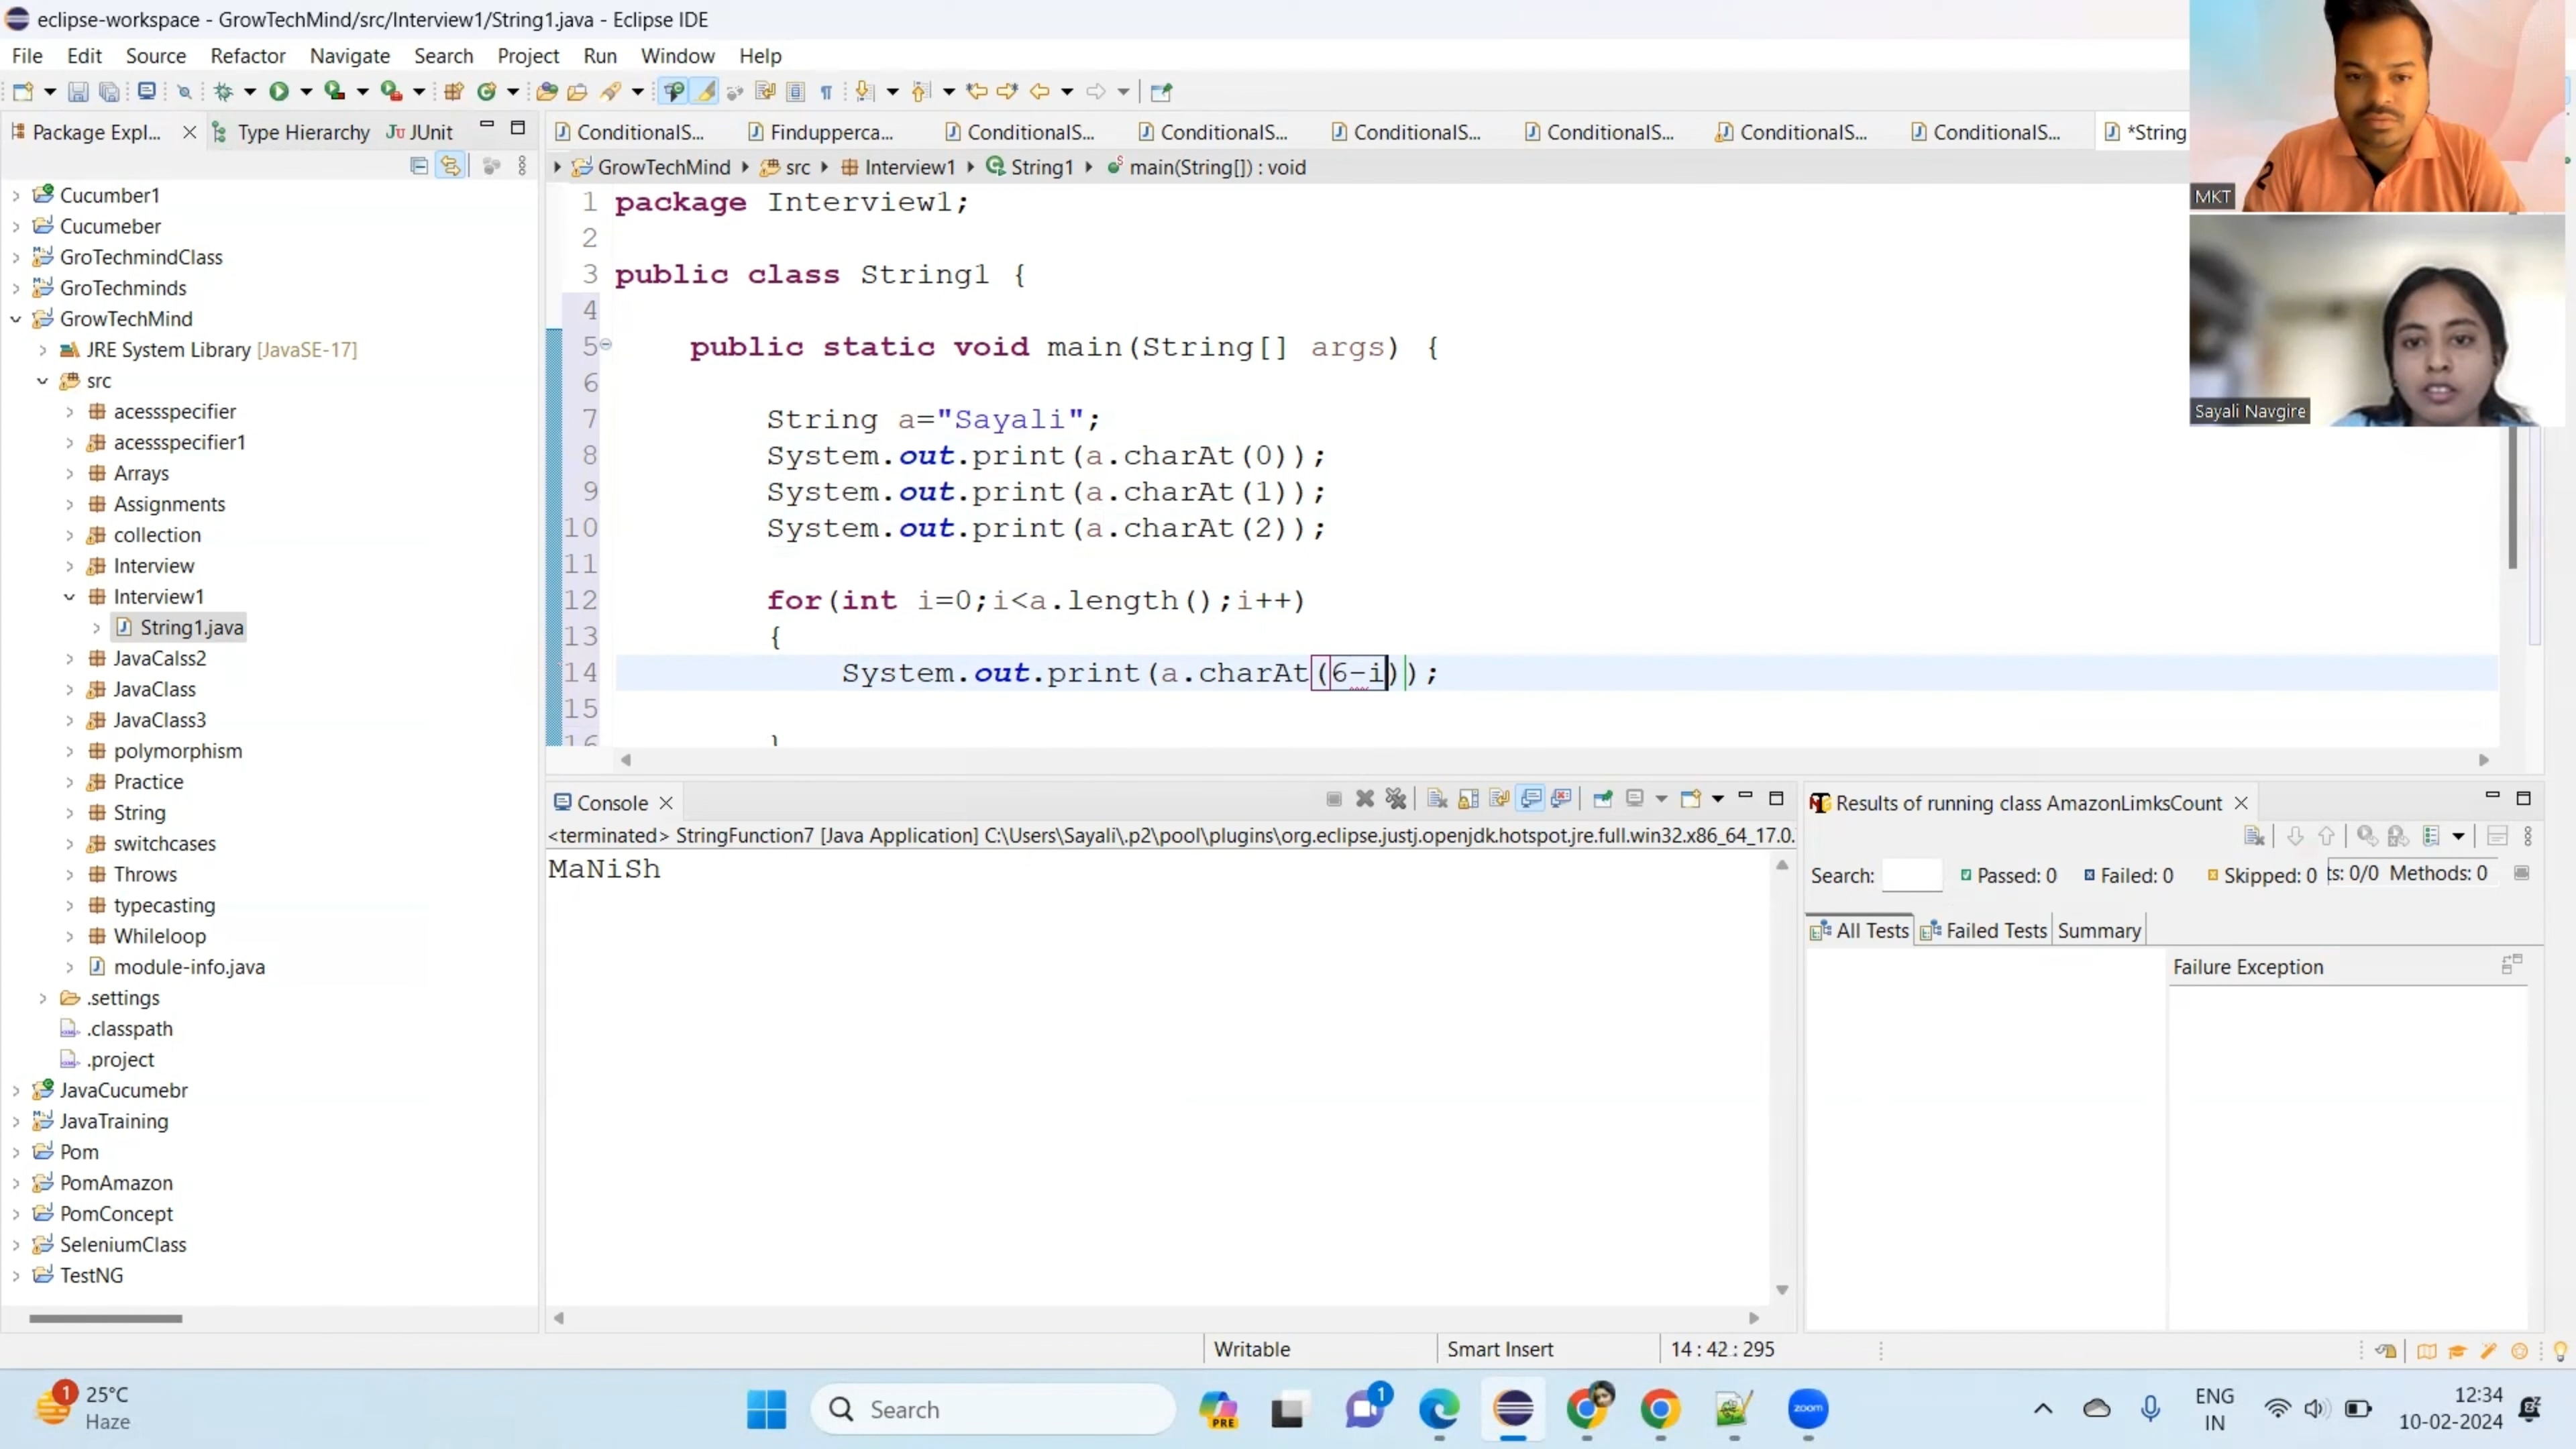 eclipse-workspace - GrowTechMind/src/Interview1/String1.java - Eclipse IDE
File Edit Source Refactor Navigate Search Project Run Window Help
Package Expl... Type Hierarchy JUnit
ConditionalS... Findupperca... ConditionalS... ConditionalS... ConditionalS... ConditionalS... ConditionalS... ConditionalS... *String
GrowTechMind src Interview1 String1 main(String[]) : void
MKT
Sayali Navgire
Cucumber1
Cucumeber
GroTechmindClass
GroTechminds
GrowTechMind
JRE System Library [JavaSE-17]
src
acessspecifier
acessspecifier1
Arrays
Assignments
collection
Interview
Interview1
String1.java
JavaCalss2
JavaClass
JavaClass3
polymorphism
Practice
String
switchcases
Throws
typecasting
Whileloop
module-info.java
.settings
.classpath
.project
JavaCucumebr
JavaTraining
Pom
PomAmazon
PomConcept
SeleniumClass
TestNG
1 package Interview1;
2
3 public class String1 {
4
5 public static void main(String[] args) {
6
7 String a="Sayali";
8 System.out.print(a.charAt(0));
9 System.out.print(a.charAt(1));
10 System.out.print(a.charAt(2));
11
12 for(int i=0;i<a.length();i++)
13 {
14 System.out.print(a.charAt(6-i));
15
16 }
Console
<terminated> StringFunction7 [Java Application] C:\Users\Sayali\.p2\pool\plugins\org.eclipse.justj.openjdk.hotspot.jre.full.win32.x86_64_17.0.
MaNiSh
Results of running class AmazonLimksCount
Search: Passed: 0 Failed: 0 Skipped: 0 ts: 0/0 Methods: 0
All Tests Failed Tests Summary
Failure Exception
Writable Smart Insert 14 : 42 : 295
1 25°C
Haze
Search
PRE
1
zoom
ENG
IN
12:34
10-02-2024